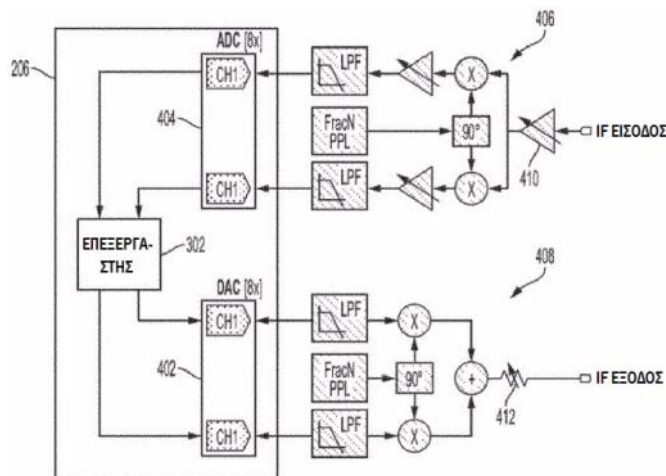 ADC [8x]
406
206
CH1
LPF
X
404
FracN
PPL
90°
IF ΕΙΣΟΔΟΣ
410
CH1
LPF
X
ΕΠΕΞΕΡΓΑ-
ΣΤΗΣ
302
408
DAC [8x]
CH1
LPF
X
402
FracN
PPL
90°
+
IF ΕΞΟΔΟΣ
412
CH1
LPF
X